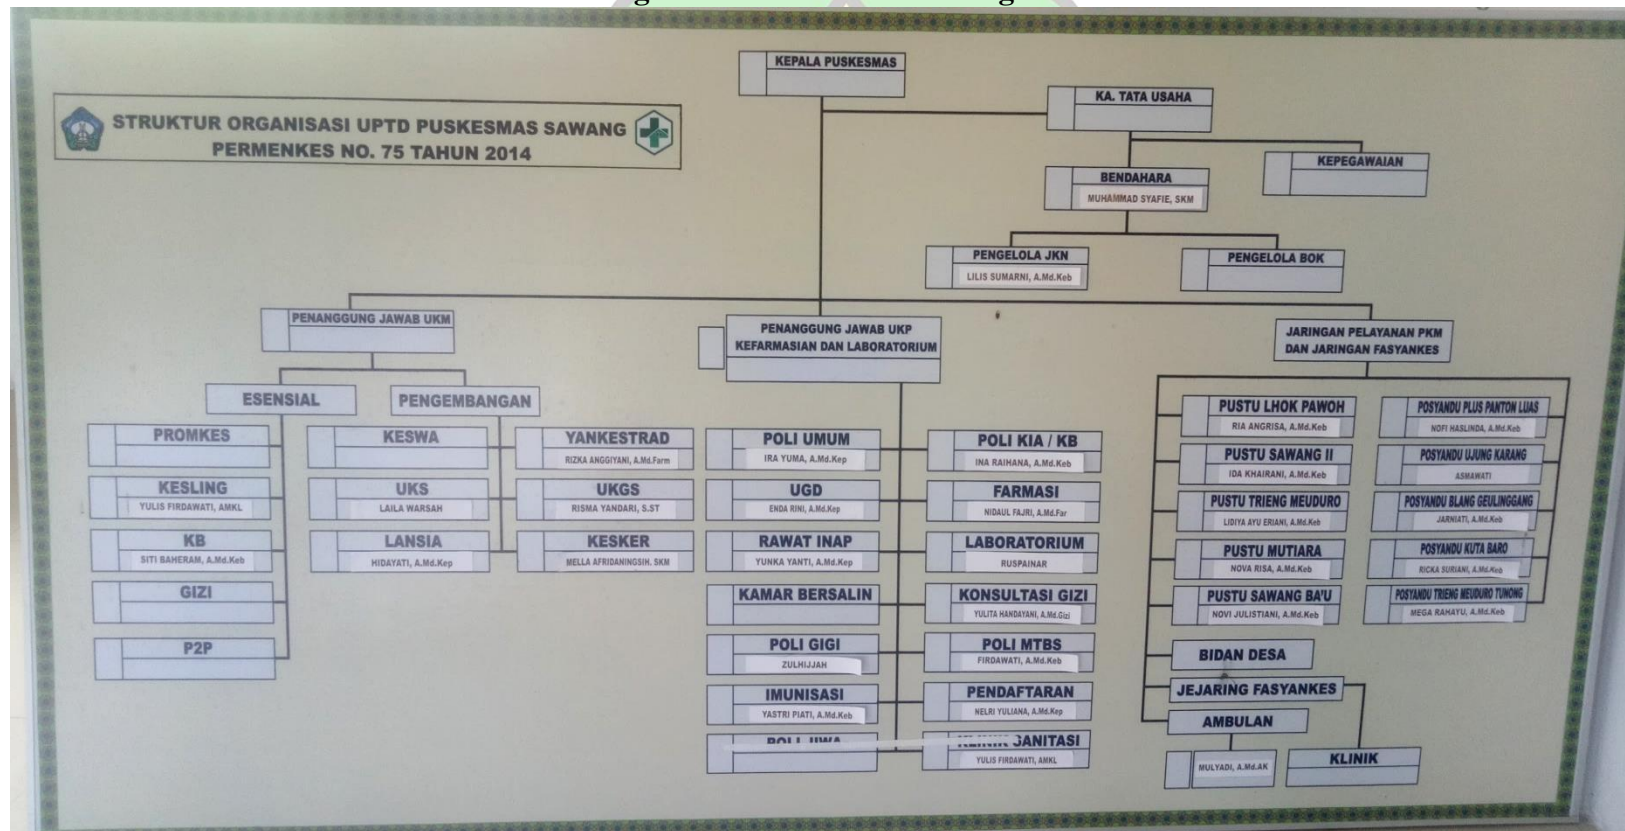 KEPALA PUSKESMAS
KA. TATA USAHA
STRUKTUR ORGANISASI UPTD PUSKESMAS SAWANG
PERMENKES NO. 75 TAHUN 2014
KEPEGAWAIAN
BENDAHARA
MUHAMMAD SYAFIE, SKM
PENGELOLA JKN
LILIS SUMARNI, A.Md.Keb
PENGELOLA BOK
PENANGGUNG JAWAB UKM
PENANGGUNG JAWAB UKP
KEFARMASIAN DAN LABORATORIUM
JARINGAN PELAYANAN PKM
DAN JARINGAN FASYANKES
ESENSIAL
PENGEMBANGAN
PROMKES
KESLING
YULIS FIRDAWATI, AMKL
KB
SITI BAHERAM, A.Md.Keb
GIZI
P2P
KESWA
UKS
LAILA WARSAH
LANSIA
HIDAYATI, A.Md.Kep
YANKESTRAD
RIZKA ANGGIYANI, A.Md.Farm
UKGS
RISMA YANDARI, S.ST
KESKER
MELLA AFRIDANINGSIH. SKM
POLI UMUM
IRA YUMA, A.Md.Kep
UGD
ENDA RINI, A.Md.Kep
RAWAT INAP
YUNKA YANTI, A.Md.Kep
KAMAR BERSALIN
POLI GIGI
ZULHIJJAH
IMUNISASI
YASTRI PIATI, A.Md.Keb
POLI JIWA
POLI KIA / KB
INA RAIHANA, A.Md.Keb
FARMASI
NIDAUL FAJRI, A.Md.Far
LABORATORIUM
RUSPAINAR
KONSULTASI GIZI
YULITA HANDAYANI, A.Md.Gizi
POLI MTBS
FIRDAWATI, A.Md.Keb
PENDAFTARAN
NELRI YULIANA, A.Md.Kep
KLINIK SANITASI
YULIS FIRDAWATI, AMKL
PUSTU LHOK PAWOH
RIA ANGRISA, A.Md.Keb
PUSTU SAWANG II
IDA KHAIRANI, A.Md.Keb
PUSTU TRIENG MEUDURO
LIDIYA AYU ERIANI, A.Md.Keb
PUSTU MUTIARA
NOVA RISA, A.Md.Keb
PUSTU SAWANG BA'U
NOVI JULISTIANI, A.Md.Keb
BIDAN DESA
JEJARING FASYANKES
AMBULAN
MULYADI, A.Md.AK
KLINIK
POSYANDU PLUS PANTON LUAS
NOFI HASLINDA, A.Md.Keb
POSYANDU UJUNG KARANG
ASMAWATI
POSYANDU BLANG GEULINGGANG
JARNIATI, A.Md.Keb
POSYANDU KUTA BARO
RICKA SURIANI, A.Md.Keb
POSYANDU TRIENG MEUDURO TUNONG
MEGA RAHAYU, A.Md.Keb